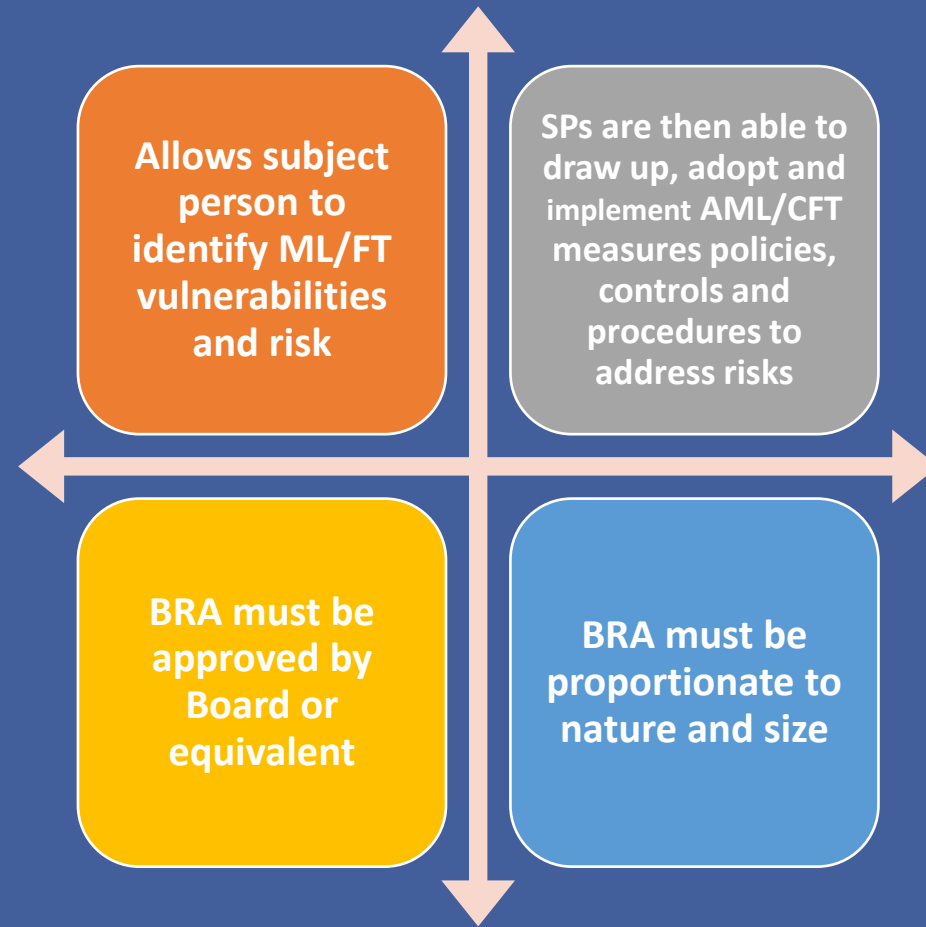 Allows subject
person to
identify ML/FT
vulnerabilities
and risk
SPs are then able to
draw up, adopt and
implement AML/CFT
measures policies,
controls and
procedures to
address risks
BRA must be
approved by
Board or
equivalent
BRA must be
proportionate to
nature and size